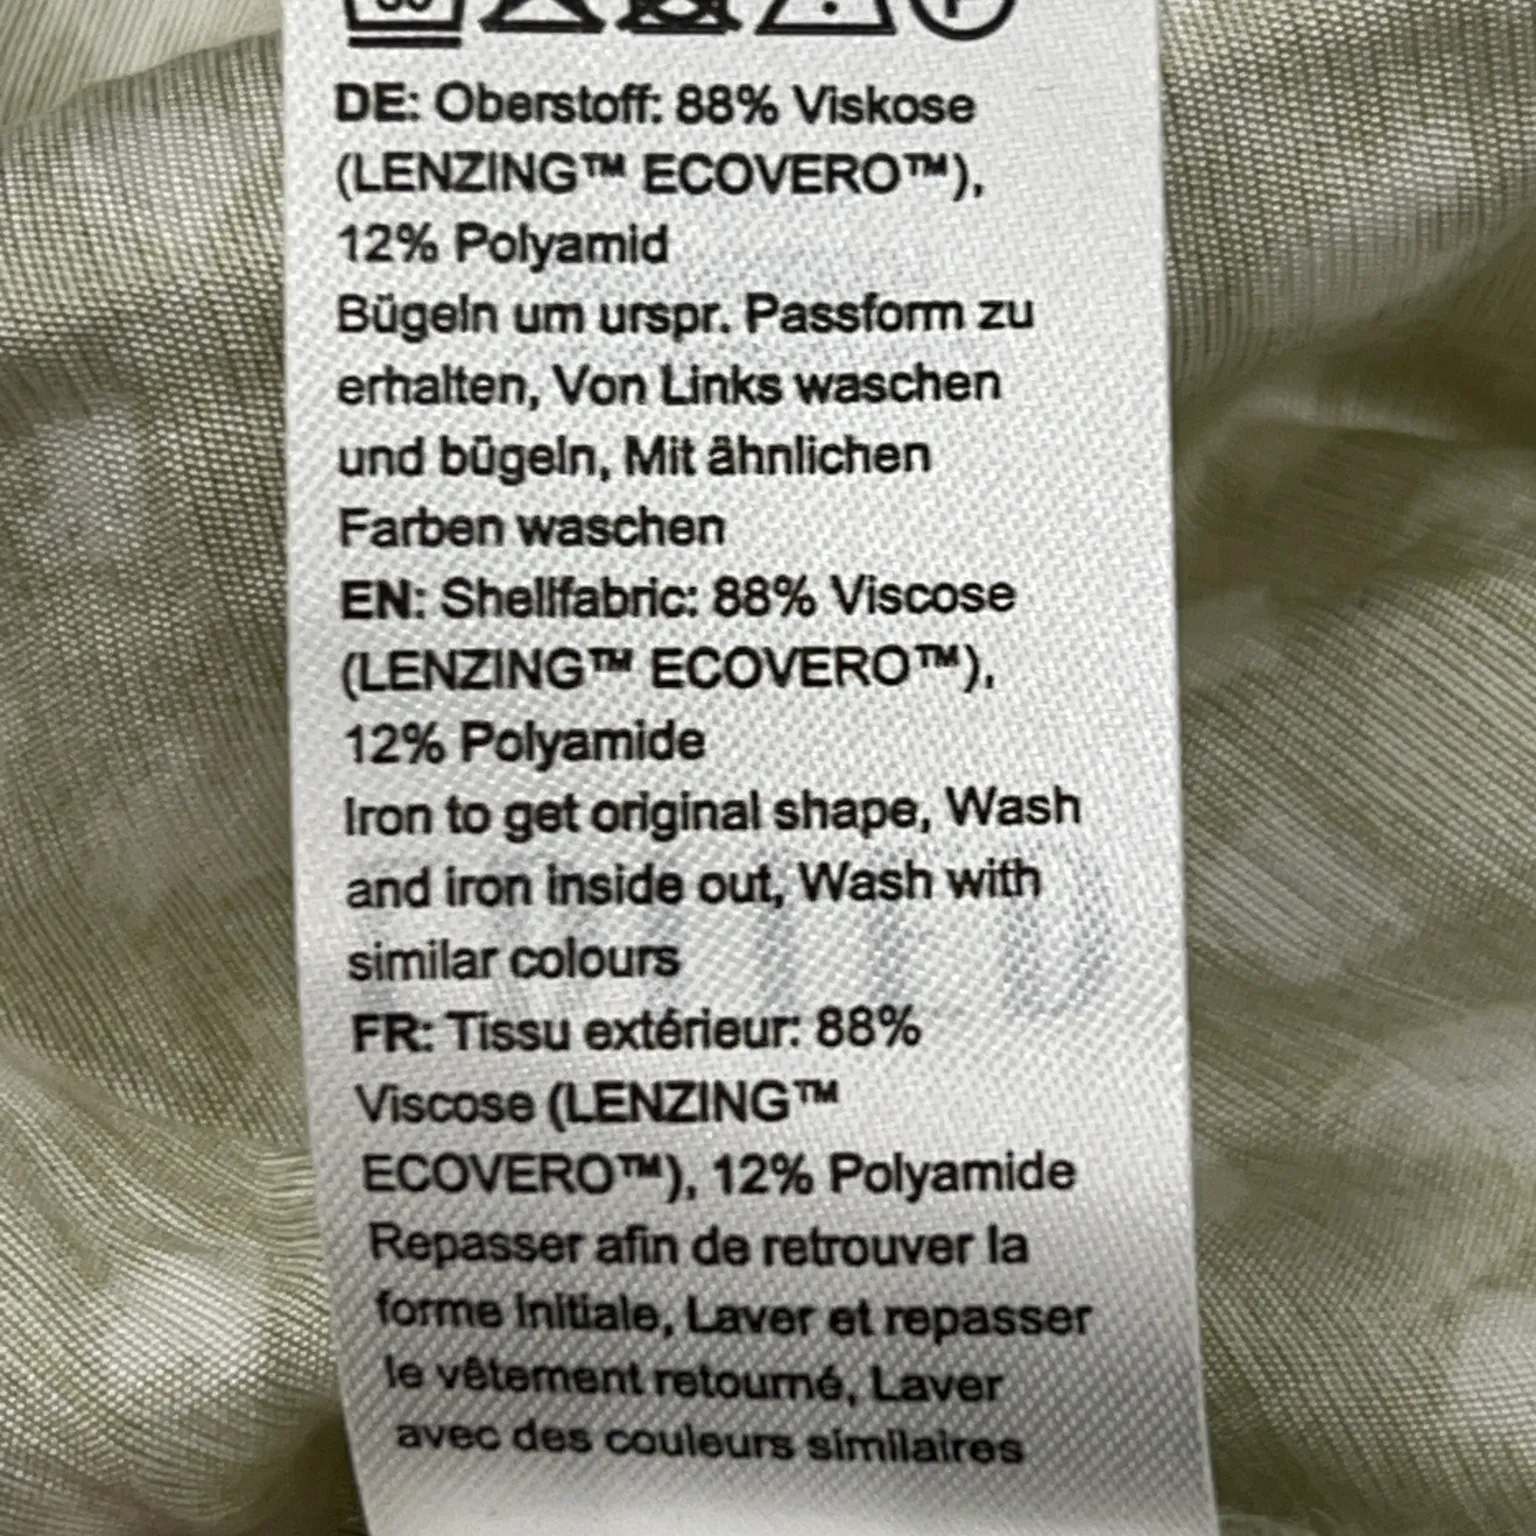 DE: Oberstoff: 88% Viskose
(LENZING™ ECOVERO™),
12% Polyamid
Bügeln um urspr. Passform zu
erhalten, Von Links waschen
und bügeln, Mit ähnlichen
Farben waschen
EN: Shellfabric: 88% Viscose
(LENZING™ ECOVERO™),
12% Polyamide
Iron to get original shape, Wash
and iron inside out, Wash with
similar colours
FR: Tissu extérieur: 88%
Viscose (LENZING™
ECOVERO™), 12% Polyamide
Repasser afin de retrouver la
forme initiale, Laver et repasser
le vêtement retourné, Laver
avec des couleurs similaires